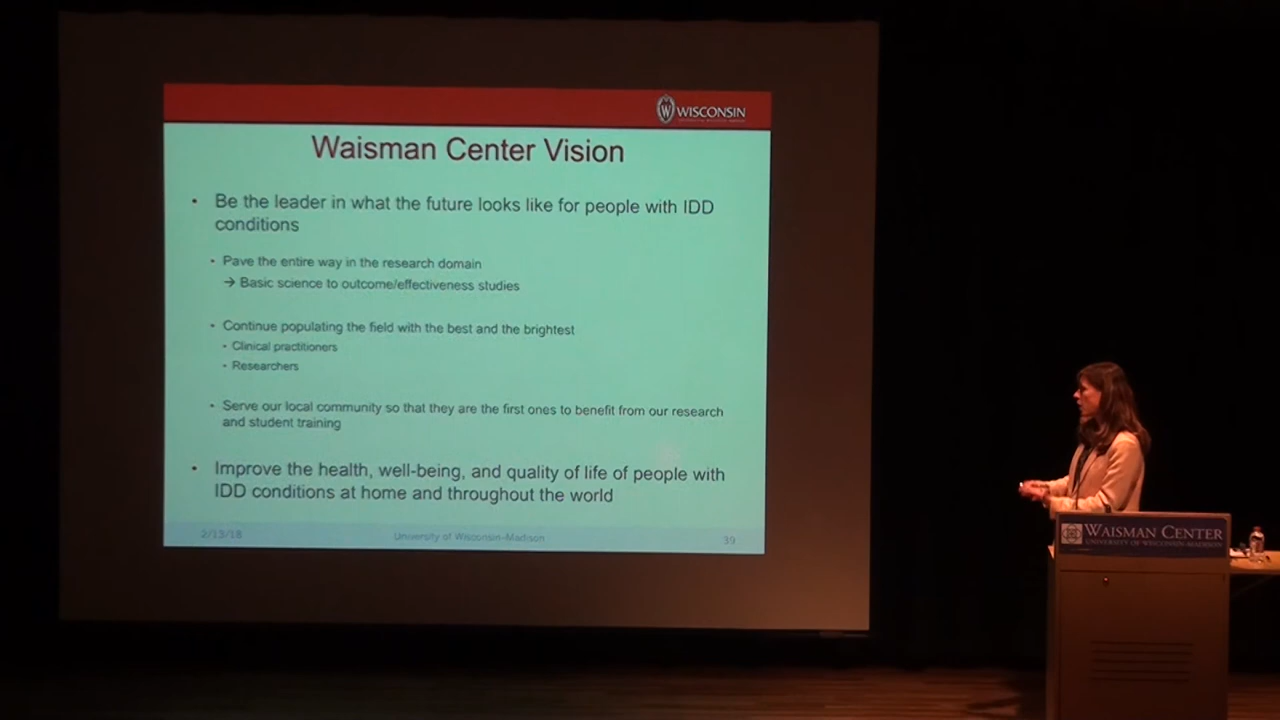 W WISCONSIN
Waisman Center Vision
• Be the leader in what the future looks like for people with IDD
conditions
• Pave the entire way in the research domain
→ Basic science to outcome/effectiveness studies
• Continue populating the field with the best and the brightest
• Clinical practitioners
• Researchers
• Serve our local community so that they are the first ones to benefit from our research
and student training
• Improve the health, well-being, and quality of life of people with
IDD conditions at home and throughout the world
2/13/18
University of Wisconsin–Madison
39
WAISMAN CENTER
UNIVERSITY OF WISCONSIN-MADISON